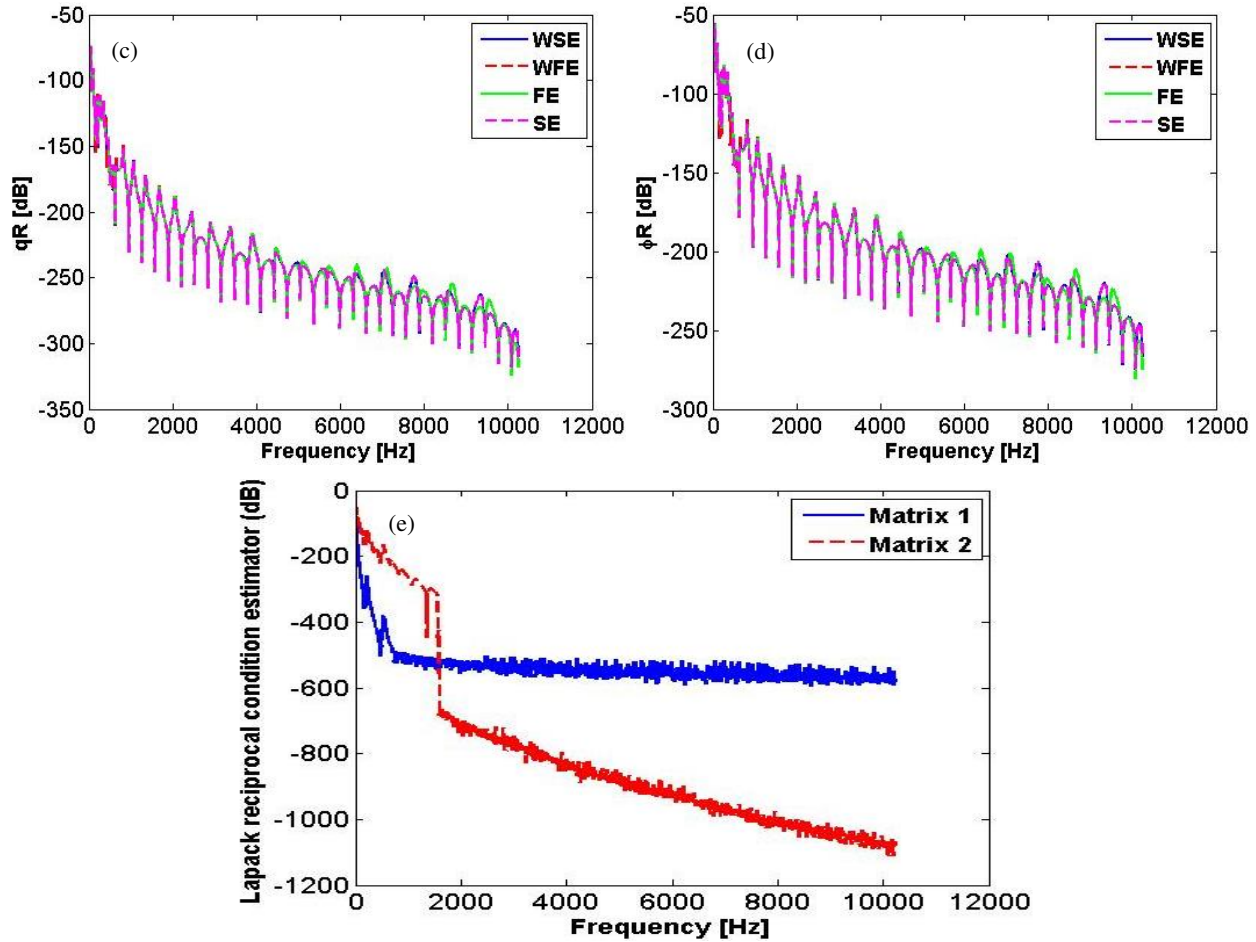 (c)
WSE
WFE
FE
SE
-50
-100
-150
-200
-250
-300
-350
qR [dB]
0 2000 4000 6000 8000 10000 12000
Frequency [Hz]
(d)
WSE
WFE
FE
SE
-50
-100
-150
-200
-250
-300
ϕR [dB]
0 2000 4000 6000 8000 10000 12000
Frequency [Hz]
(e)
Matrix 1
Matrix 2
0
-200
-400
-600
-800
-1000
-1200
Lapack reciprocal condition estimator (dB)
0 2000 4000 6000 8000 10000 12000
Frequency [Hz]